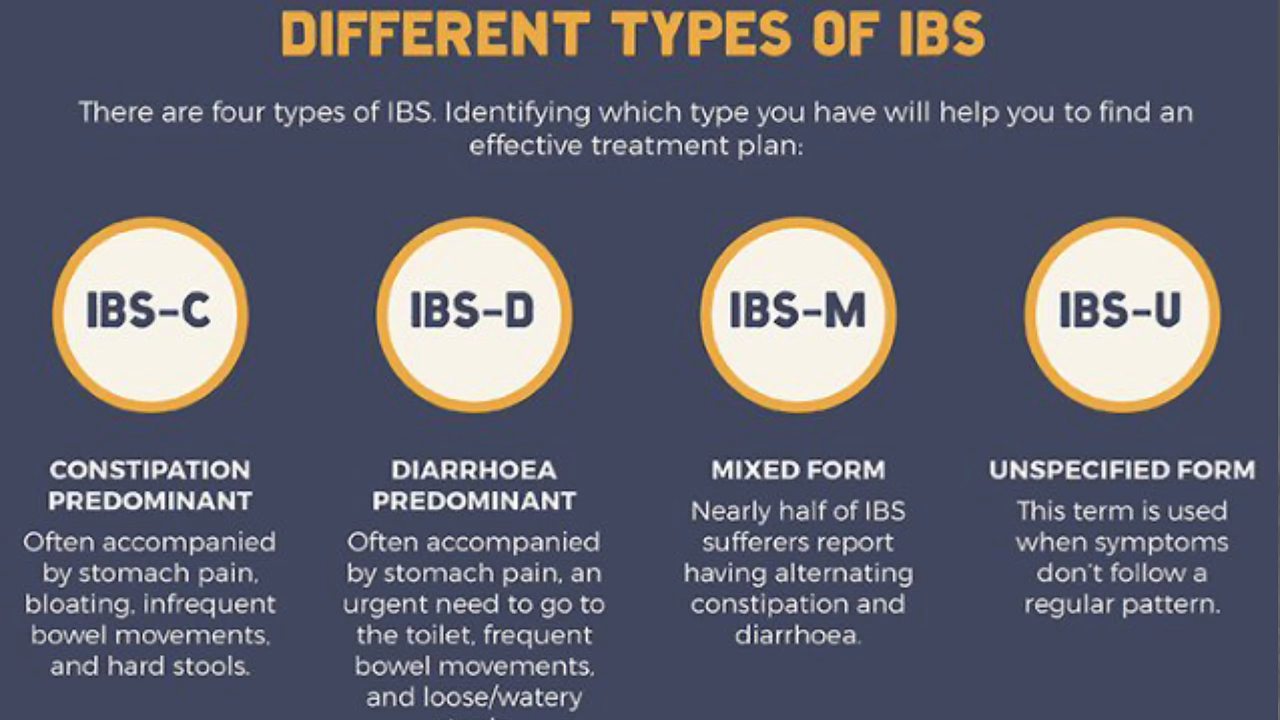 DIFFERENT TYPES OF IBS
There are four types of IBS. Identifying which type you have will help you to find an
effective treatment plan:
IBS-C
IBS-D
IBS-M
IBS-U
CONSTIPATION
PREDOMINANT
Often accompanied
by stomach pain,
bloating, infrequent
bowel movements,
and hard stools.
DIARRHOEA
PREDOMINANT
Often accompanied
by stomach pain, an
urgent need to go to
the toilet, frequent
bowel movements,
and loose/watery
MIXED FORM
Nearly half of IBS
sufferers report
having alternating
constipation and
diarrhoea.
UNSPECIFIED FORM
This term is used
when symptoms
don't follow a
regular pattern.